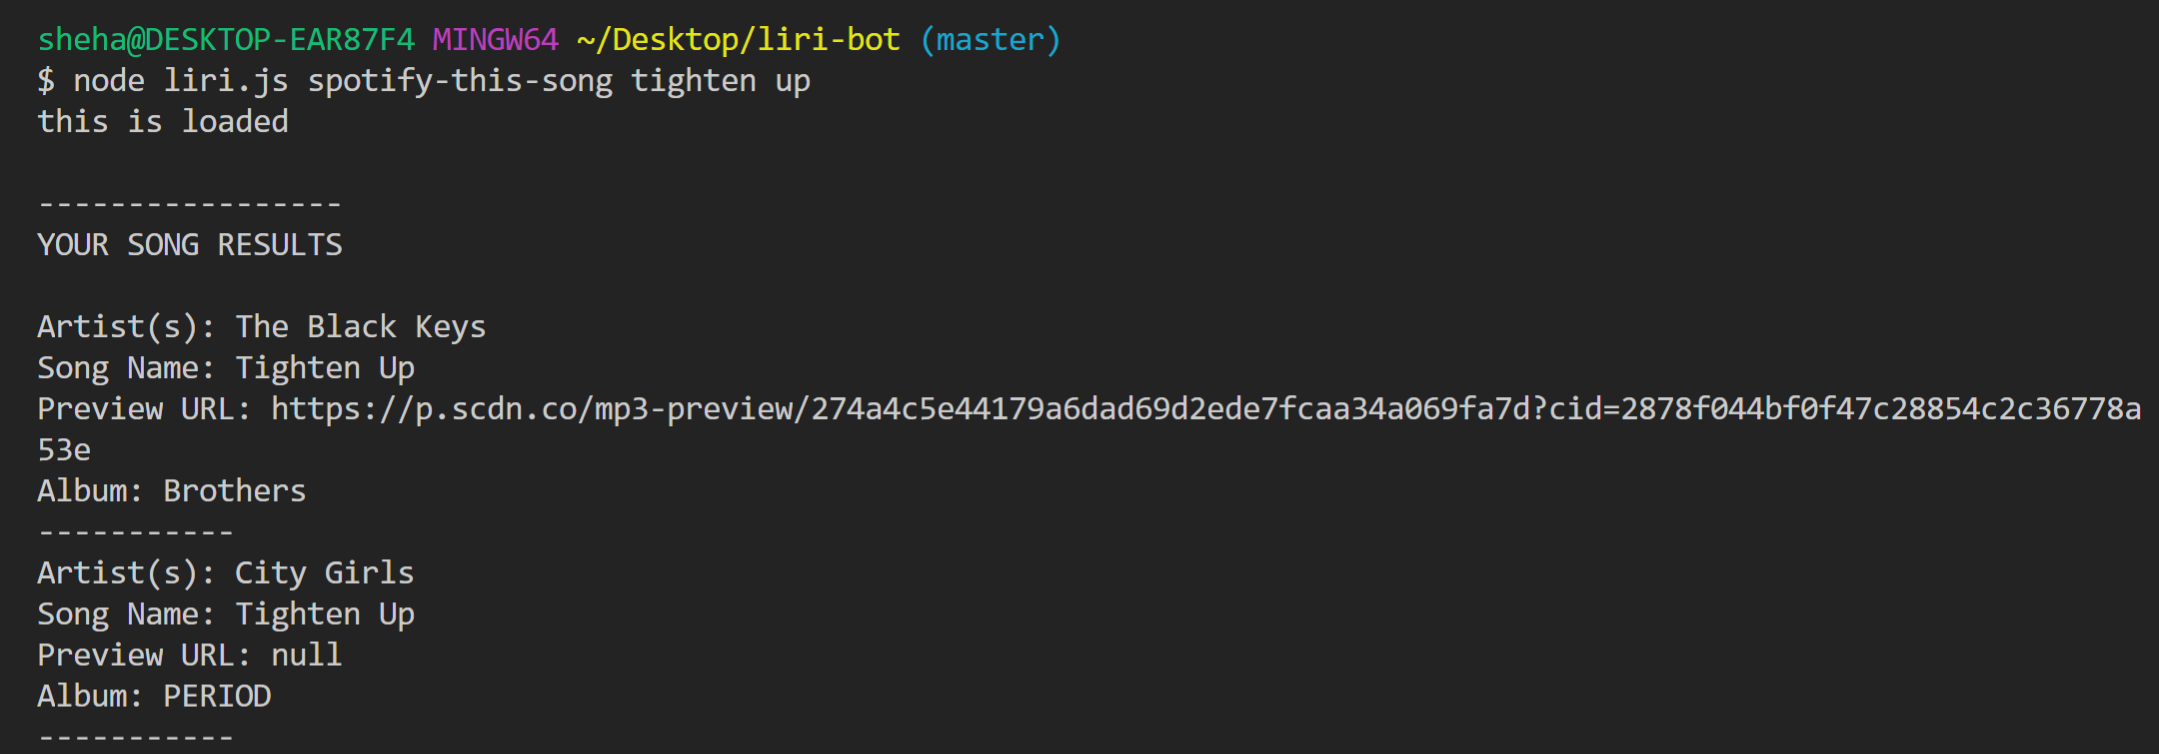 sheha@DESKTOP-EAR87F4 MINGW64 ~/Desktop/liri-bot (master)
$ node liri.js spotify-this-song tighten up
this is loaded
-----------------
YOUR SONG RESULTS
Artist(s): The Black Keys
Song Name: Tighten Up
Preview URL: https://p.scdn.co/mp3-preview/274a4c5e44179a6dad69d2ede7fcaa34a069fa7d?cid=2878f044bf0f47c28854c2c36778a
53e
Album: Brothers
-----------
Artist(s): City Girls
Song Name: Tighten Up
Preview URL: null
Album: PERIOD
-----------